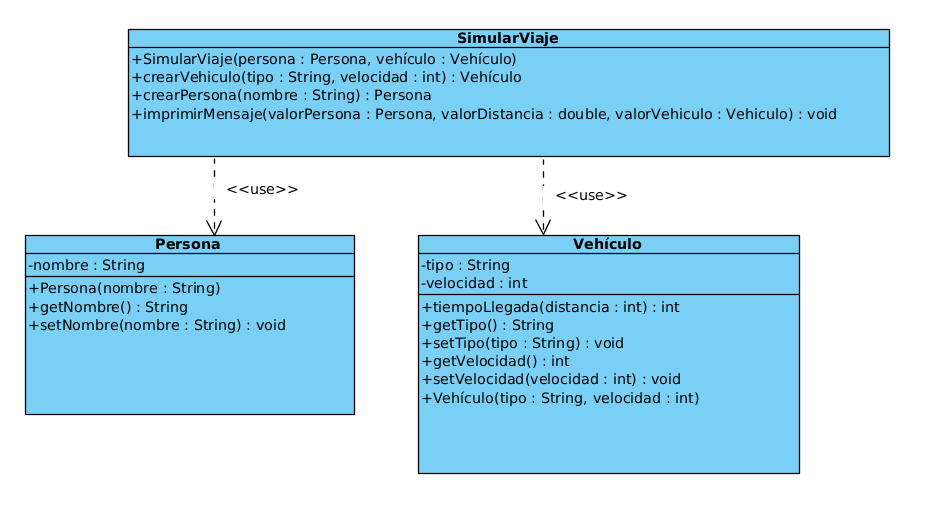 SimularViaje
+SimularViaje(persona : Persona, vehículo : Vehículo)
+crearVehiculo(tipo : String, velocidad : int) : Vehículo
+crearPersona(nombre : String) : Persona
+imprimirMensaje(valorPersona : Persona, valorDistancia : double, valorVehiculo : Vehiculo) : void
<<use>>
<<use>>
Persona
-nombre : String
+Persona(nombre : String)
+getNombre() : String
+setNombre(nombre : String) : void
Vehículo
-tipo : String
-velocidad : int
+tiempoLlegada(distancia : int) : int
+getTipo() : String
+setTipo(tipo : String) : void
+getVelocidad() : int
+setVelocidad(velocidad : int) : void
+Vehículo(tipo : String, velocidad : int)